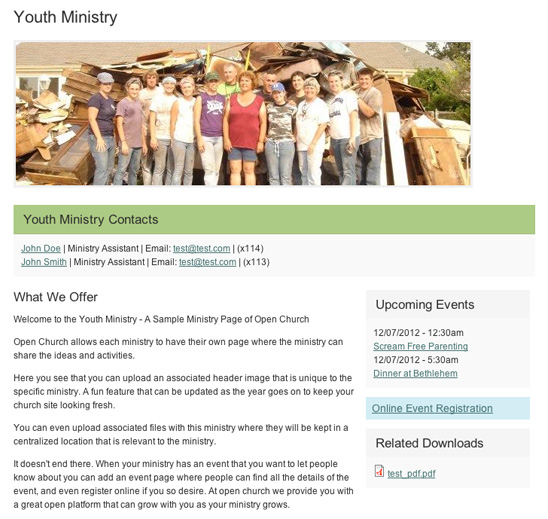 Youth Ministry
Youth Ministry Contacts
John Doe | Ministry Assistant | Email: test@test.com | (x114)
John Smith | Ministry Assistant | Email: test@test.com | (x113)
What We Offer
Welcome to the Youth Ministry - A Sample Ministry Page of Open Church
Open Church allows each ministry to have their own page where the ministry can
share the ideas and activities.
Here you see that you can upload an associated header image that is unique to the
specific ministry. A fun feature that can be updated as the year goes on to keep your
church site looking fresh.
You can even upload associated files with this ministry where they will be kept in a
centralized location that is relevant to the ministry.
It doesn't end there. When your ministry has an event that you want to let people
know about you can add an event page where people can find all the details of the
event, and even register online if you so desire. At open church we provide you with
a great open platform that can grow with you as your ministry grows.
Upcoming Events
12/07/2012 - 12:30am
Scream Free Parenting
12/07/2012 - 5:30am
Dinner at Bethlehem
Online Event Registration
Related Downloads
test_pdf.pdf